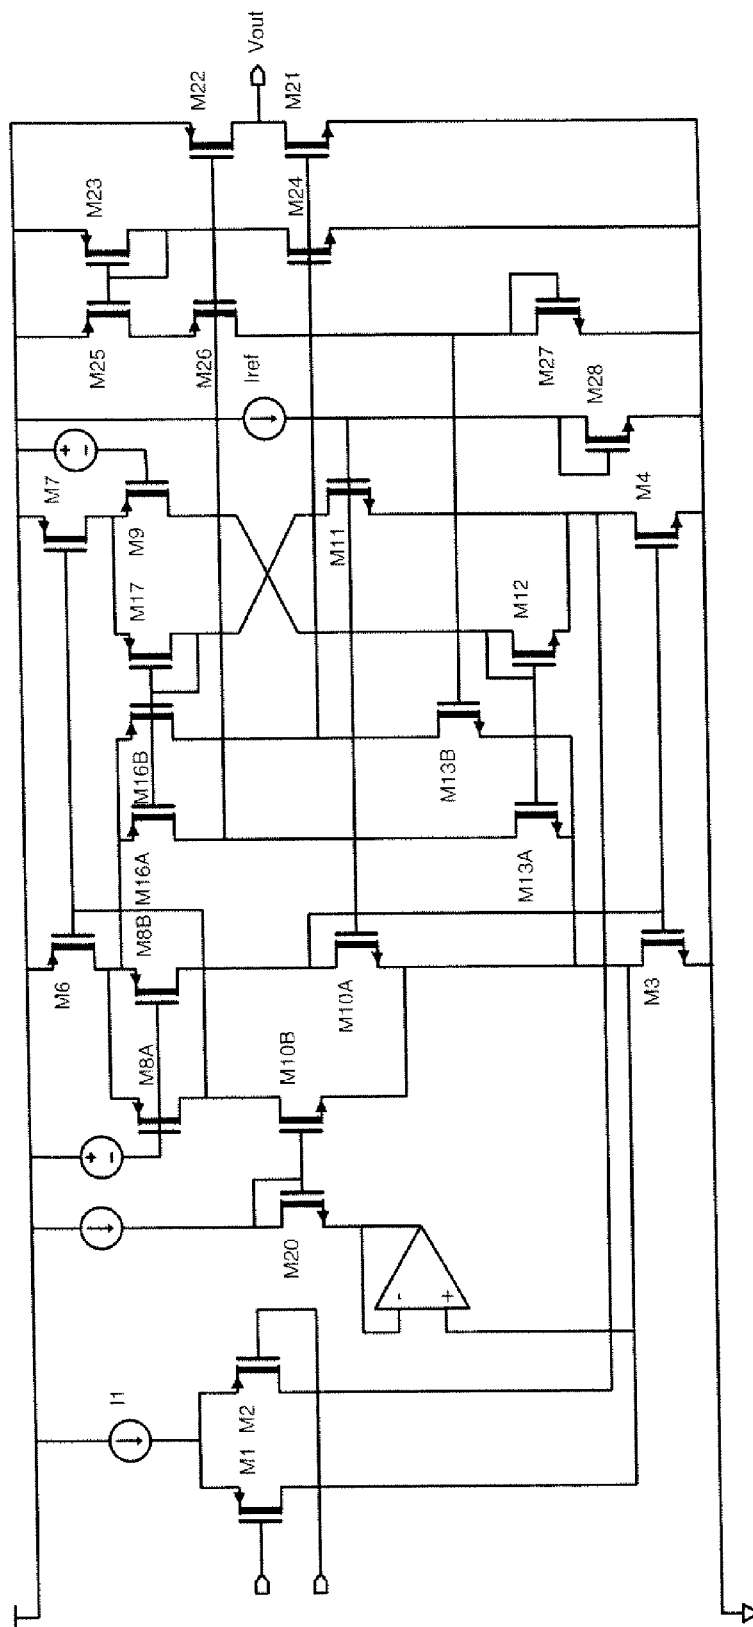 Vout
M22
M21
M23
M24
M25
M26
Iref
M27
M28
+
-
M7
M9
M11
M4
M17
M12
M16B
M13B
M16A
M13A
M8B
M6
M10A
M3
M8A
M10B
+
-
M20
-
+
I1
M2
M1